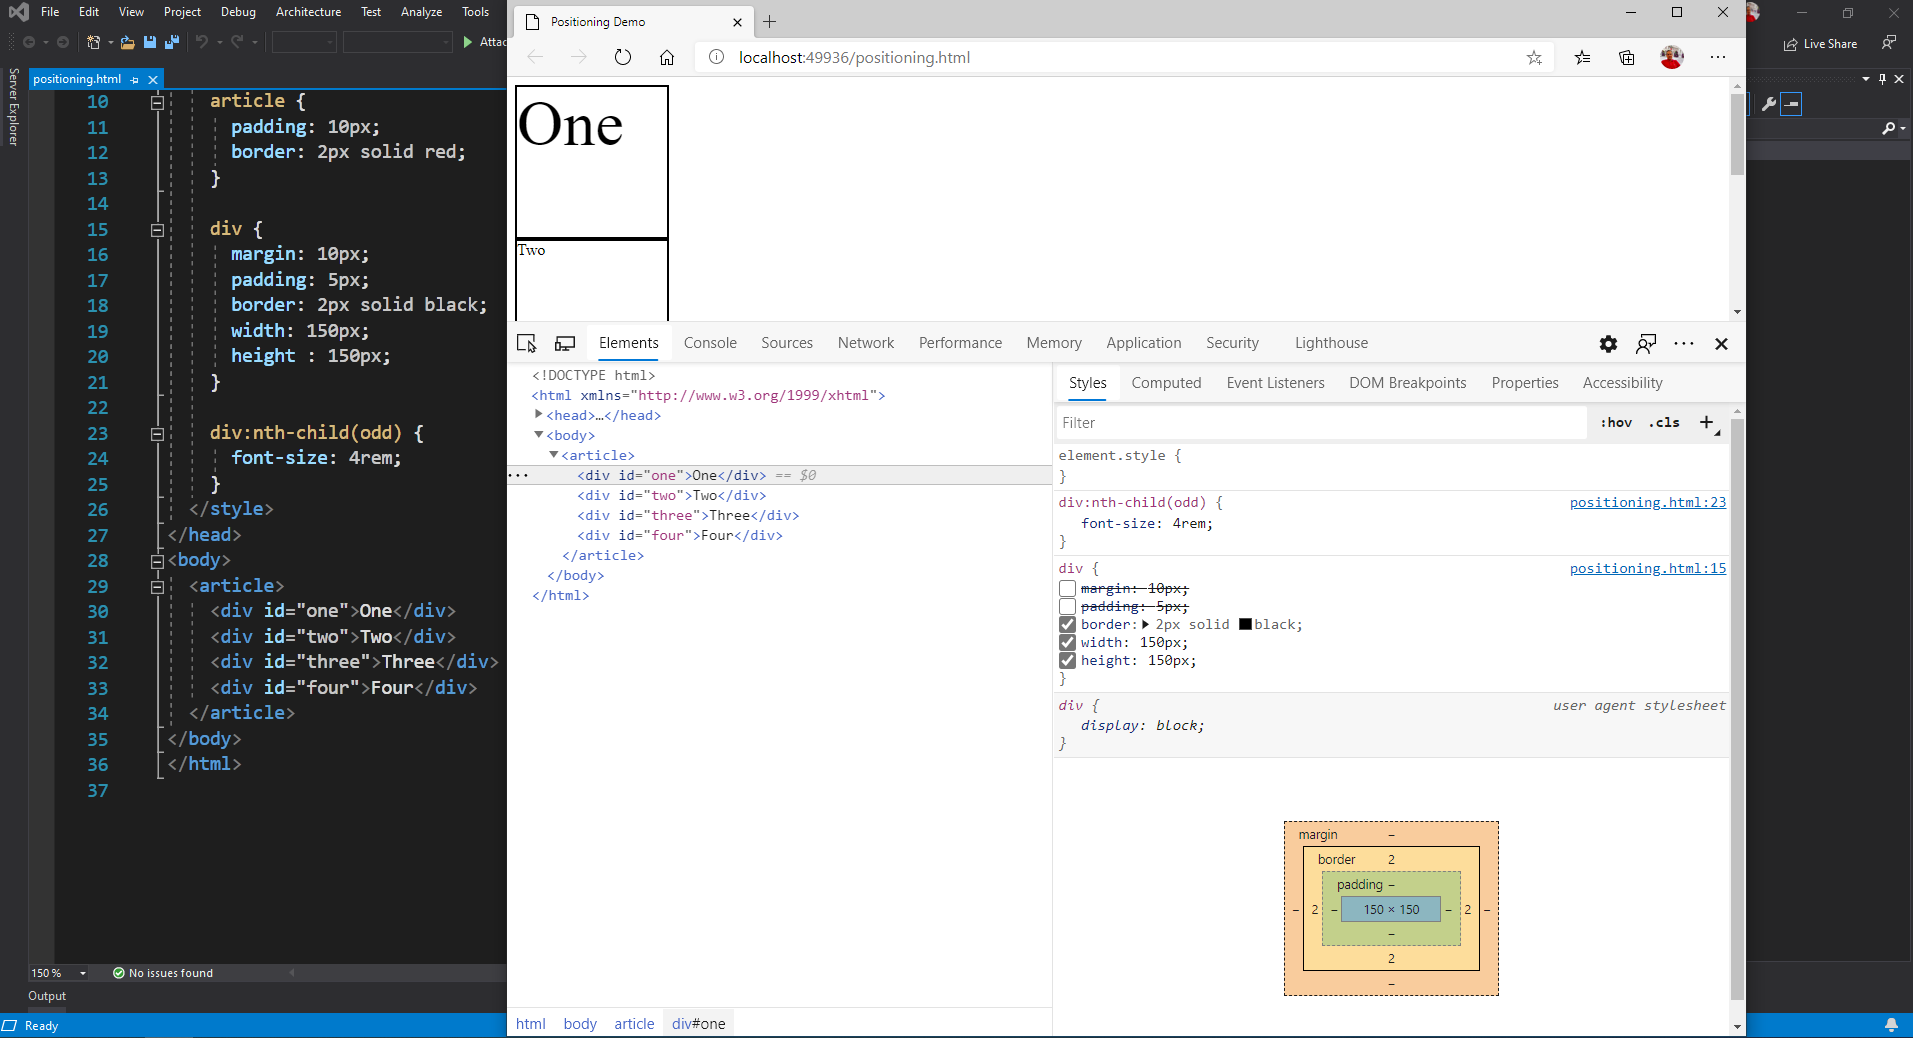 File Edit View Project Debug Architecture Test Analyze Tools
Attac
Server Explorer
positioning.html
10 article {
11 padding: 10px;
12 border: 2px solid red;
13 }
14
15 div {
16 margin: 10px;
17 padding: 5px;
18 border: 2px solid black;
19 width: 150px;
20 height : 150px;
21 }
22
23 div:nth-child(odd) {
24 font-size: 4rem;
25 }
26 </style>
27 </head>
28 <body>
29 <article>
30 <div id="one">One</div>
31 <div id="two">Two</div>
32 <div id="three">Three</div>
33 <div id="four">Four</div>
34 </article>
35 </body>
36 </html>
37
150 % No issues found
Output
Ready
Positioning Demo
localhost:49936/positioning.html
One
Two
Elements Console Sources Network Performance Memory Application Security Lighthouse
<!DOCTYPE html>
<html xmlns="http://www.w3.org/1999/xhtml">
<head>…</head>
<body>
<article>
<div id="one">One</div> == $0
<div id="two">Two</div>
<div id="three">Three</div>
<div id="four">Four</div>
</article>
</body>
</html>
html body article div#one
Styles Computed Event Listeners DOM Breakpoints Properties Accessibility
Filter :hov .cls +
element.style {
}
div:nth-child(odd) { positioning.html:23
font-size: 4rem;
}
div { positioning.html:15
margin: 10px;
padding: 5px;
border: 2px solid black;
width: 150px;
height: 150px;
}
div { user agent stylesheet
display: block;
}
margin –
border 2
padding –
– 2 – 150 × 150 – 2 –
–
2
–
Live Share